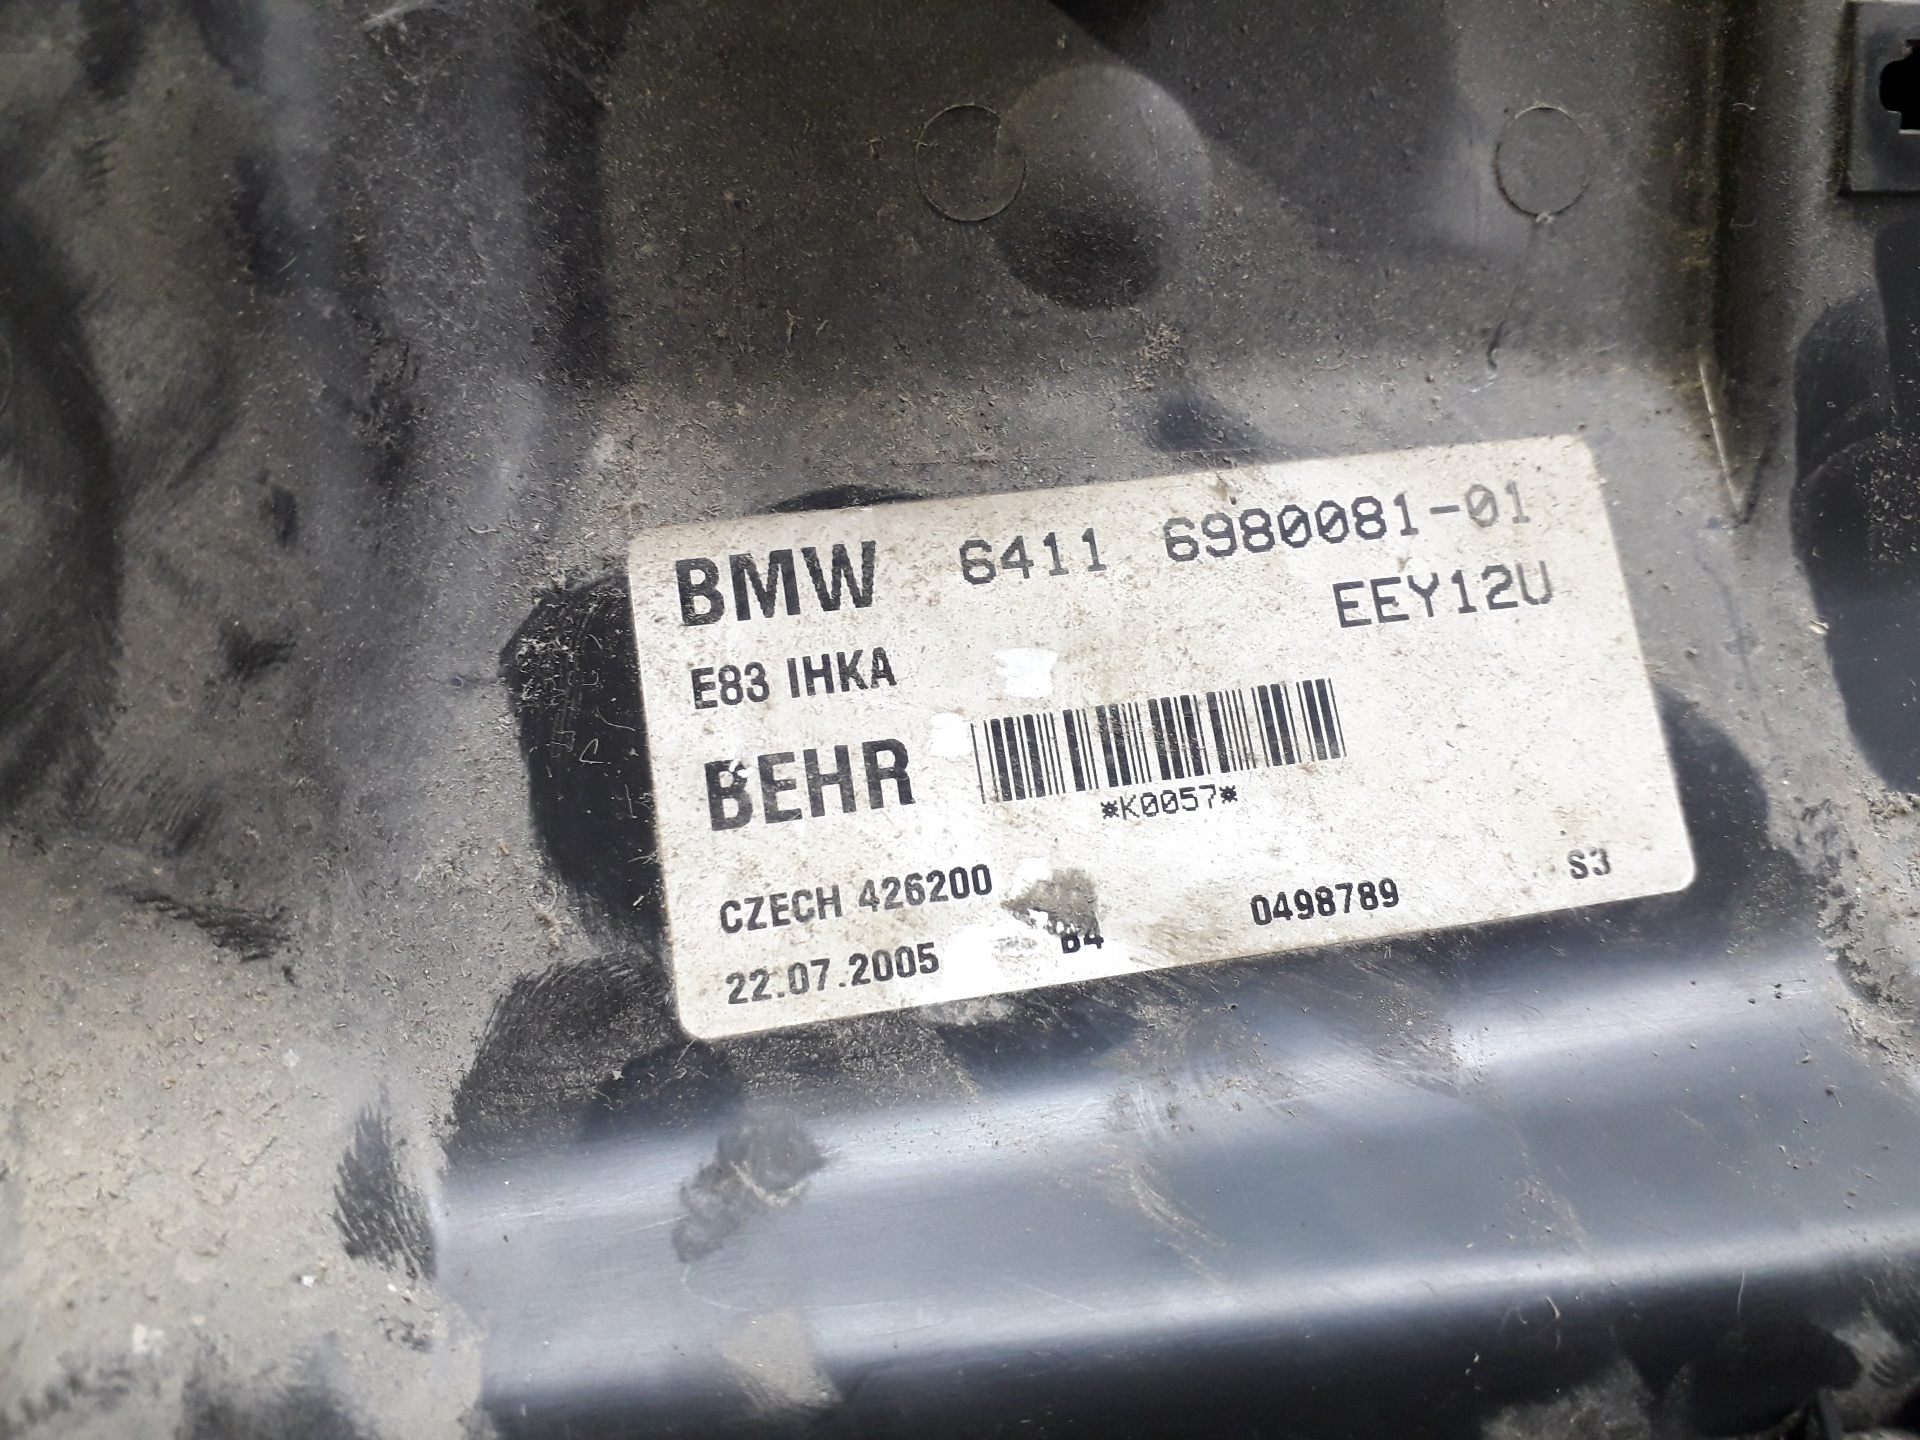 BMW 6411 6980081-01
EEY12U
E83 IHKA
BEHR
*K0057*
CZECH 426200
0498789 S3
22.07.2005 B4